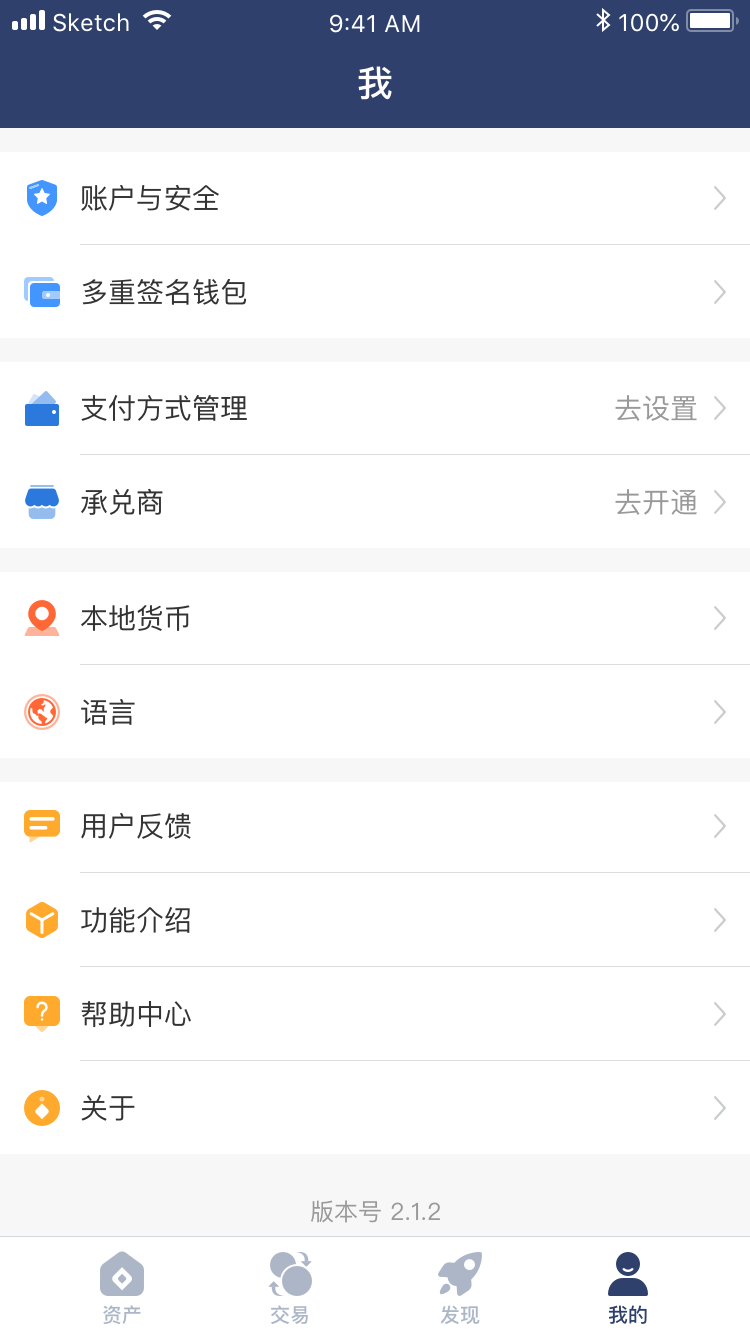 Sketch 9:41 AM 100%
我
账户与安全
多重签名钱包
支付方式管理 去设置
承兑商 去开通
本地货币
语言
用户反馈
功能介绍
帮助中心
关于
版本号 2.1.2
资产 交易 发现 我的